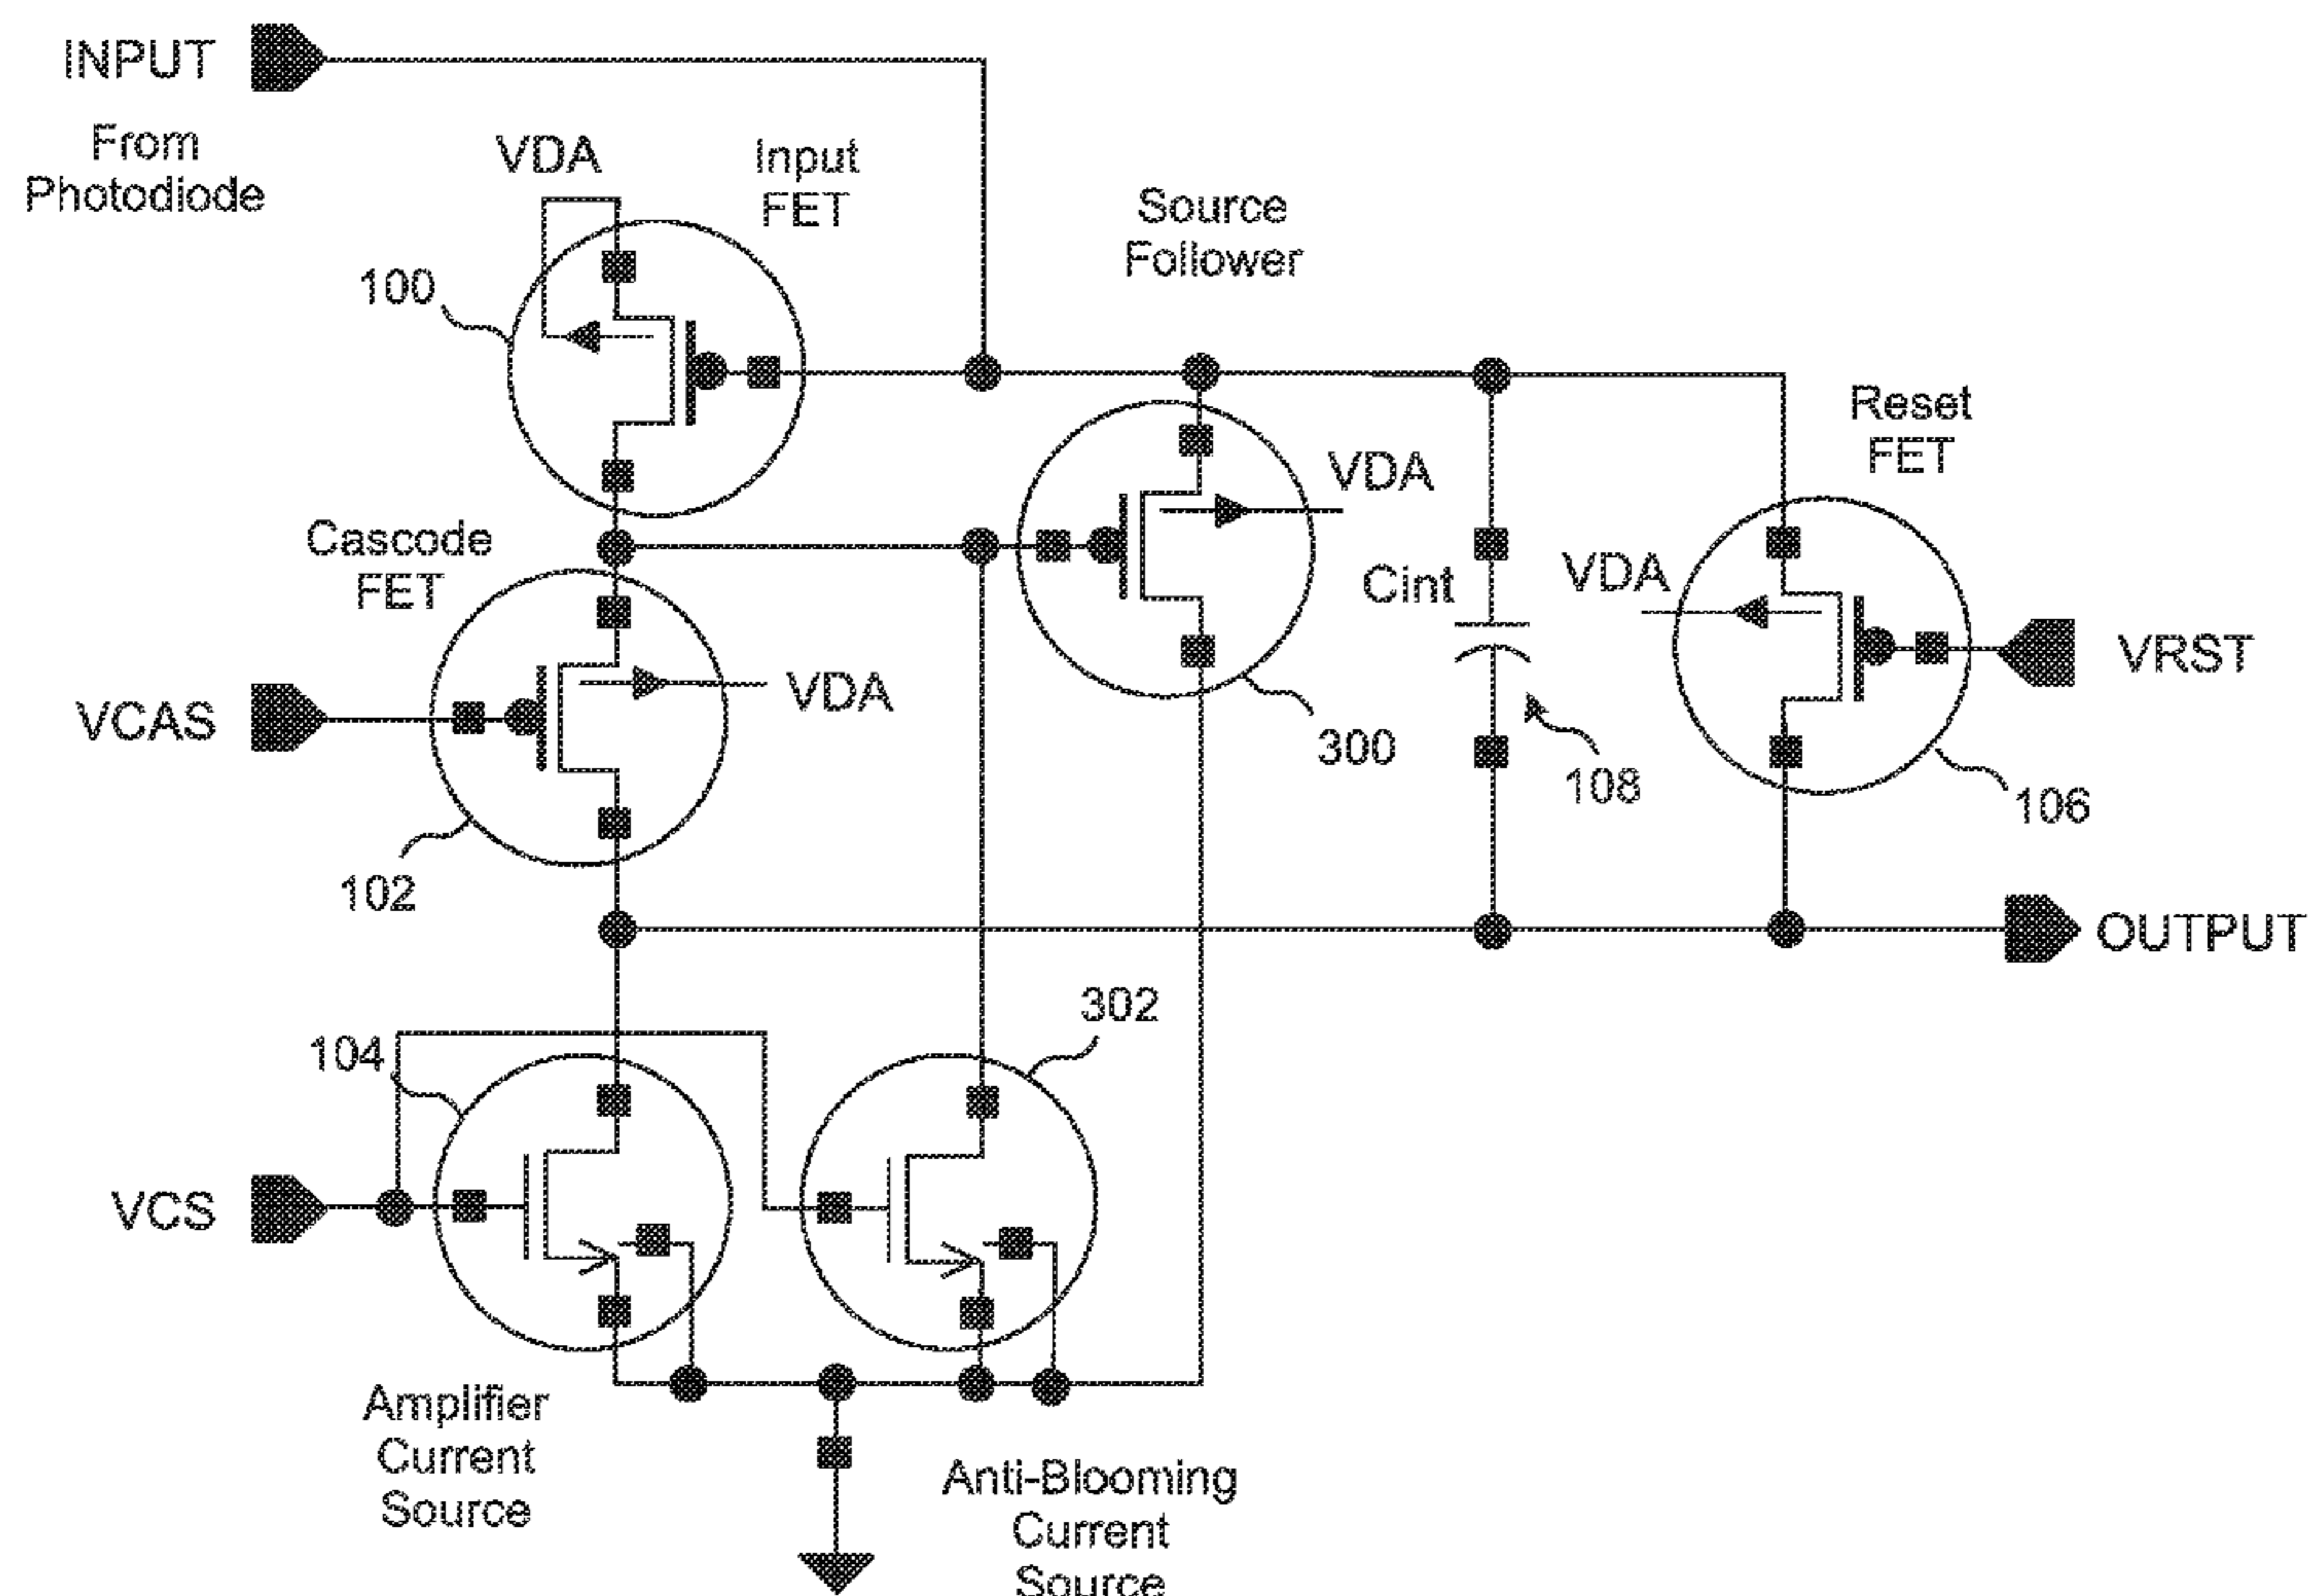 INPUT
From
Photodiode
VDA
Input
FET
100
Source
Follower
VDA
Reset
FET
Cascode
FET
Cint
VDA
VRST
VCAS
VDA
300
108
106
102
OUTPUT
302
104
VCS
Amplifier
Current
Source
Anti-Blooming
Current
Source